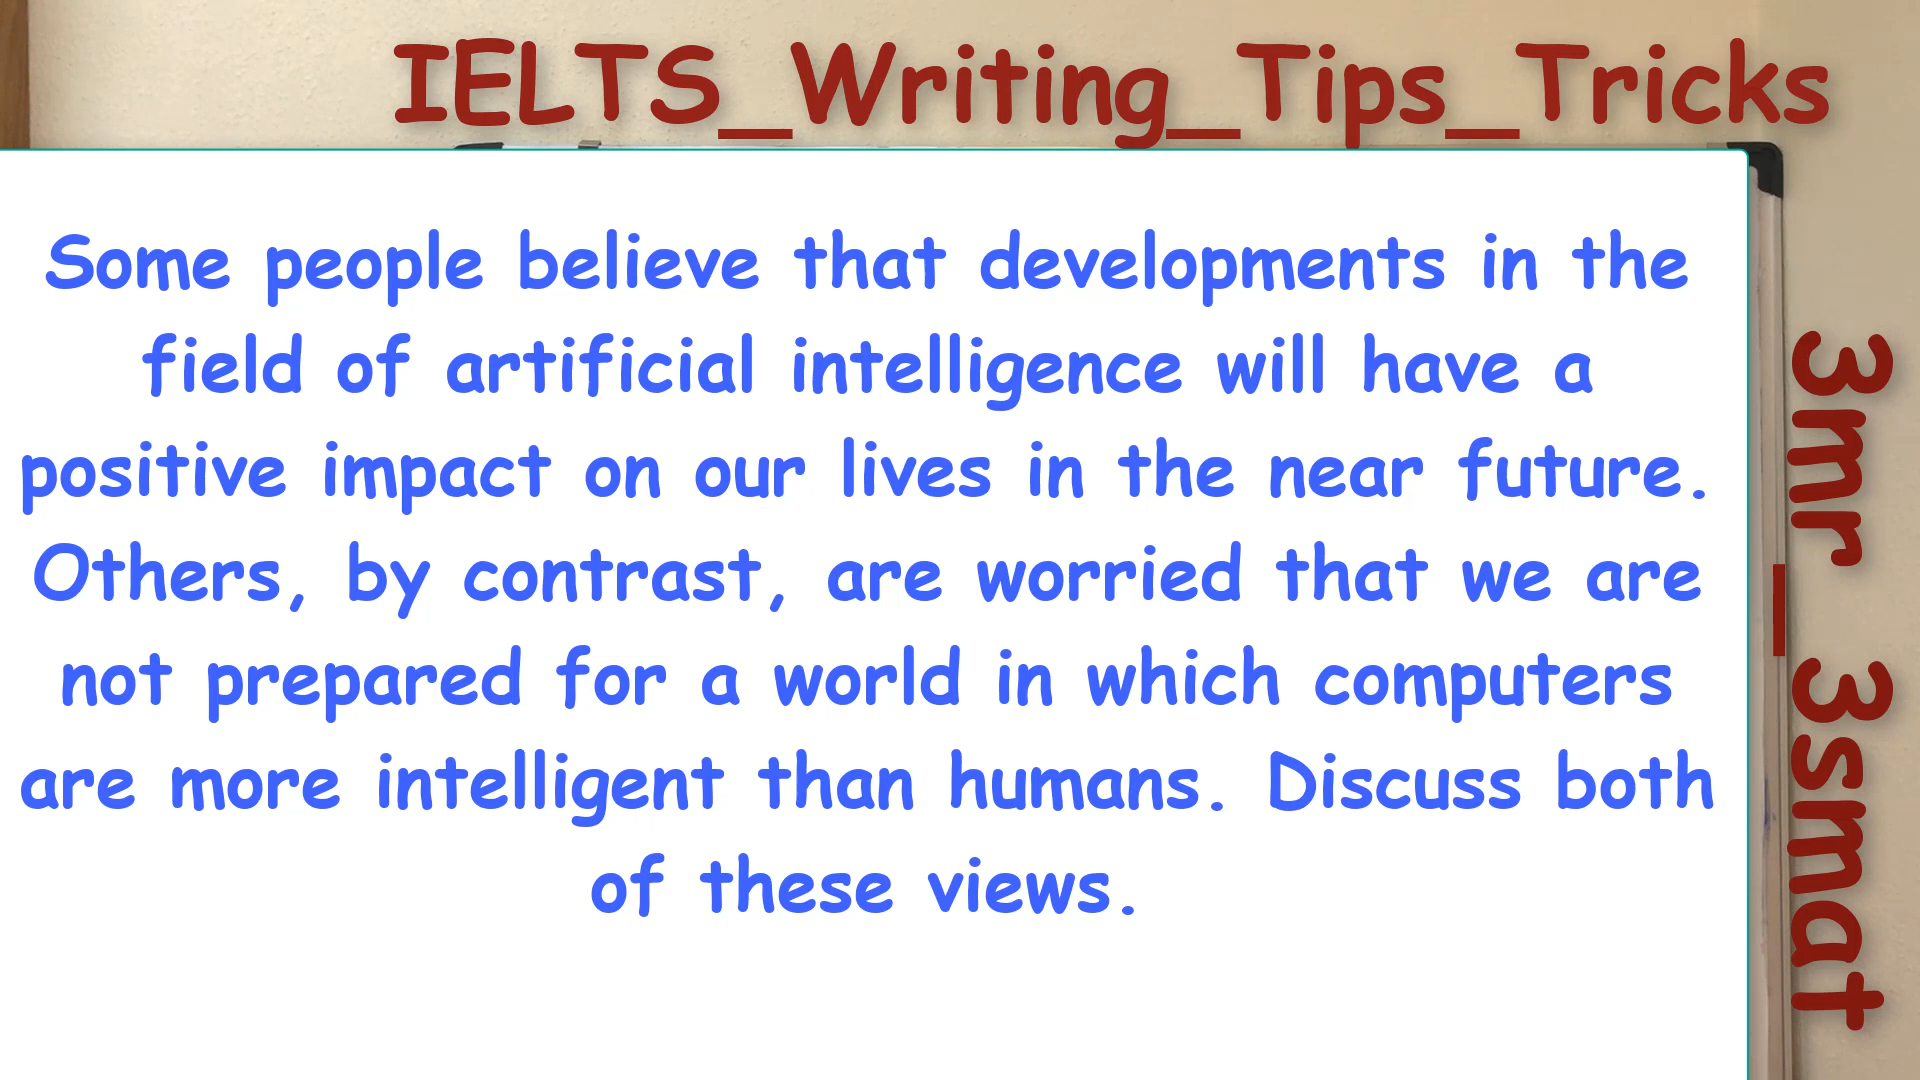 IELTS_Writing_Tips_Tricks
Some people believe that developments in the
field of artificial intelligence will have a
positive impact on our lives in the near future.
Others, by contrast, are worried that we are
not prepared for a world in which computers
are more intelligent than humans. Discuss both
of these views.
3mr_3smat